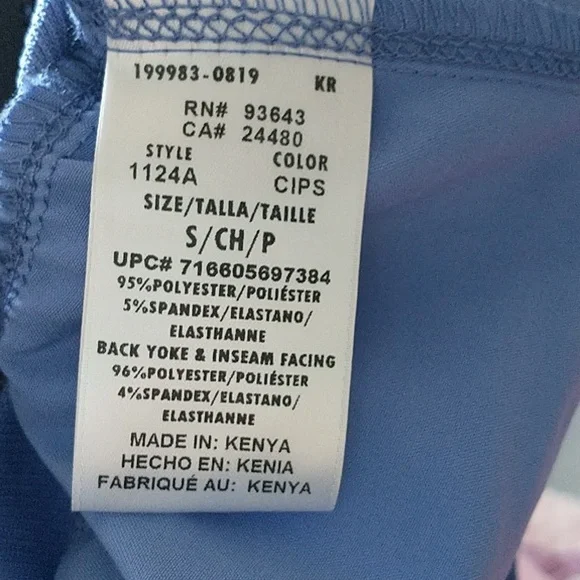 199983-0819 KR
RN# 93643
CA# 24480
STYLE COLOR
1124A CIPS
SIZE/TALLA/TAILLE
S/CH/P
UPC# 716605697384
95%POLYESTER/POLIÉSTER
5%SPANDEX/ELASTANO/
ELASTHANNE
BACK YOKE & INSEAM FACING
96%POLYESTER/POLIÉSTER
4%SPANDEX/ELASTANO/
ELASTHANNE
MADE IN: KENYA
HECHO EN: KENIA
FABRIQUÉ AU: KENYA